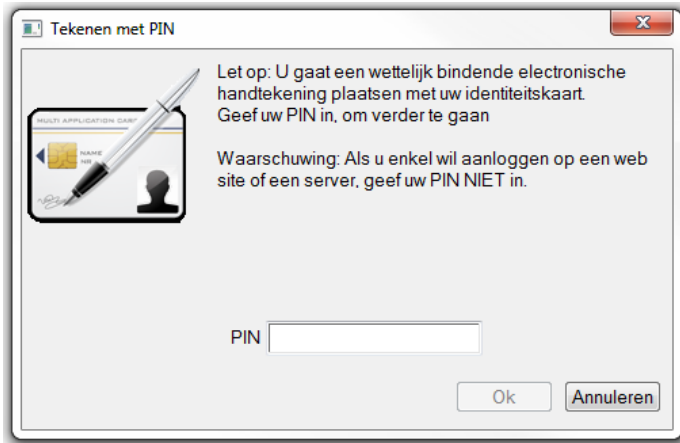 Tekenen met PIN
Let op: U gaat een wettelijk bindende electronische
handtekening plaatsen met uw identiteitskaart.
Geef uw PIN in, om verder te gaan
Waarschuwing: Als u enkel wil aanloggen op een web
site of een server, geef uw PIN NIET in.
MULTI APPLICATION CARD
NAME
NR
PIN
Ok
Annuleren